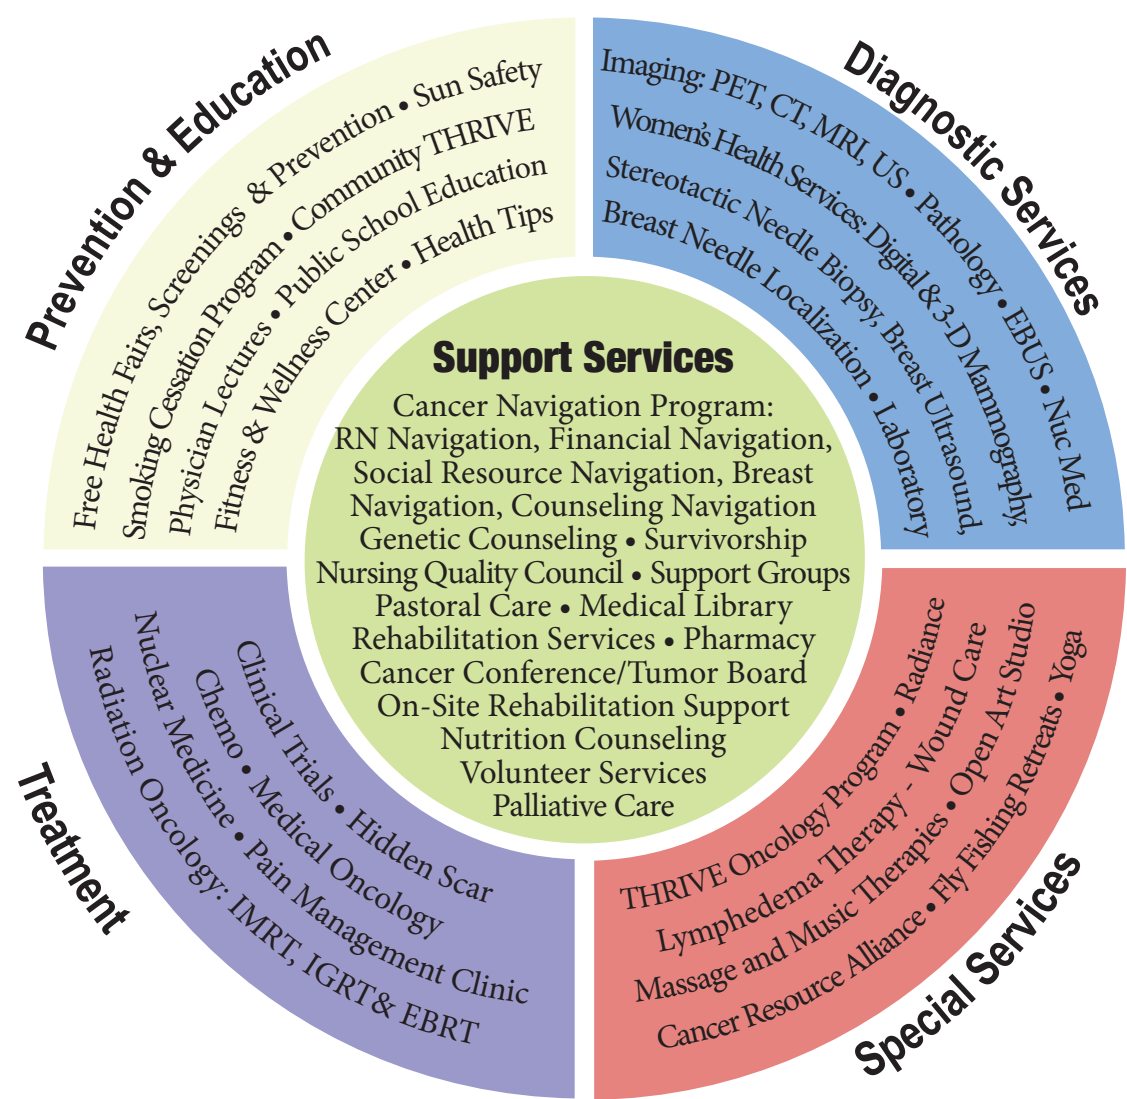 Prevention & Education
Free Health Fairs, Screenings & Prevention • Sun Safety
Smoking Cessation Program • Community THRIVE
Physician Lectures • Public School Education
Fitness & Wellness Center • Health Tips
Diagnostic Services
Imaging: PET, CT, MRI, US • Pathology • EBUS • Nuc Med
Women's Health Services: Digital & 3-D Mammography,
Stereotactic Needle Biopsy, Breast Ultrasound,
Breast Needle Localization • Laboratory
Support Services
Cancer Navigation Program:
RN Navigation, Financial Navigation,
Social Resource Navigation, Breast
Navigation, Counseling Navigation
Genetic Counseling • Survivorship
Nursing Quality Council • Support Groups
Pastoral Care • Medical Library
Rehabilitation Services • Pharmacy
Cancer Conference/Tumor Board
On-Site Rehabilitation Support
Nutrition Counseling
Volunteer Services
Palliative Care
Treatment
Clinical Trials • Hidden Scar
Chemo • Medical Oncology
Nuclear Medicine • Pain Management Clinic
Radiation Oncology: IMRT, IGRT& EBRT
Special Services
THRIVE Oncology Program • Radiance
Lymphedema Therapy - Wound Care
Massage and Music Therapies • Open Art Studio
Cancer Resource Alliance • Fly Fishing Retreats • Yoga